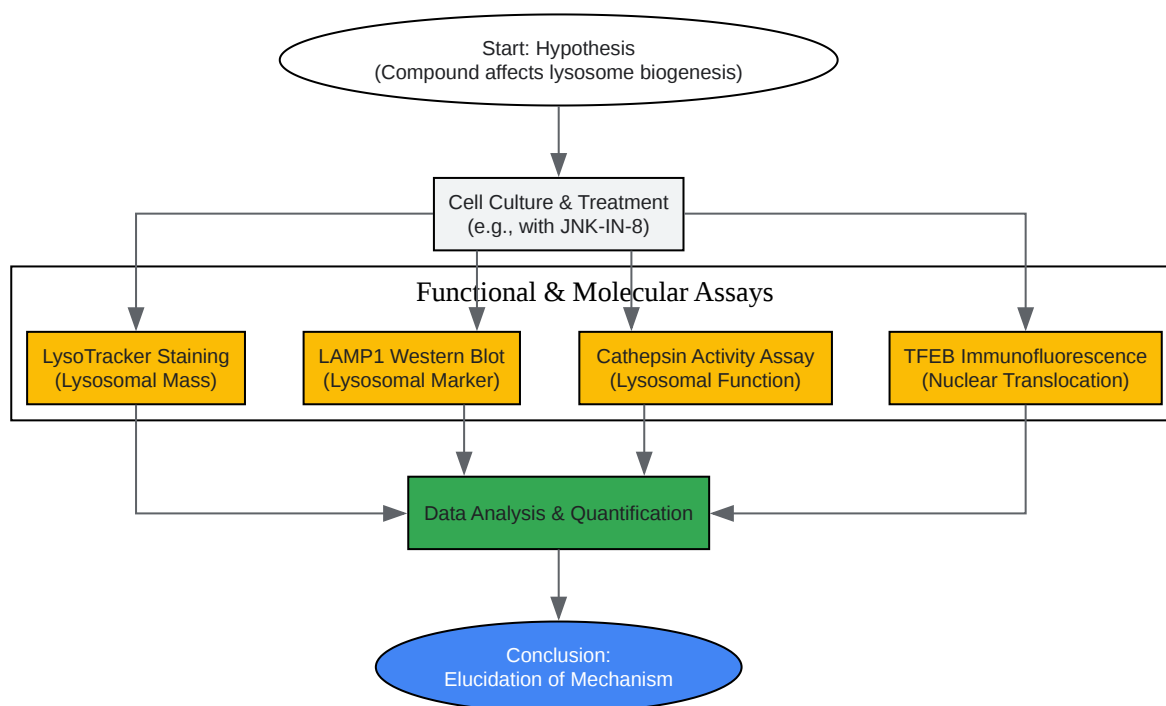 Start: Hypothesis
(Compound affects lysosome biogenesis)
Cell Culture & Treatment
(e.g., with JNK-IN-8)
Functional & Molecular Assays
LysoTracker Staining
(Lysosomal Mass)
LAMP1 Western Blot
(Lysosomal Marker)
Cathepsin Activity Assay
(Lysosomal Function)
TFEB Immunofluorescence
(Nuclear Translocation)
Data Analysis & Quantification
Conclusion:
Elucidation of Mechanism